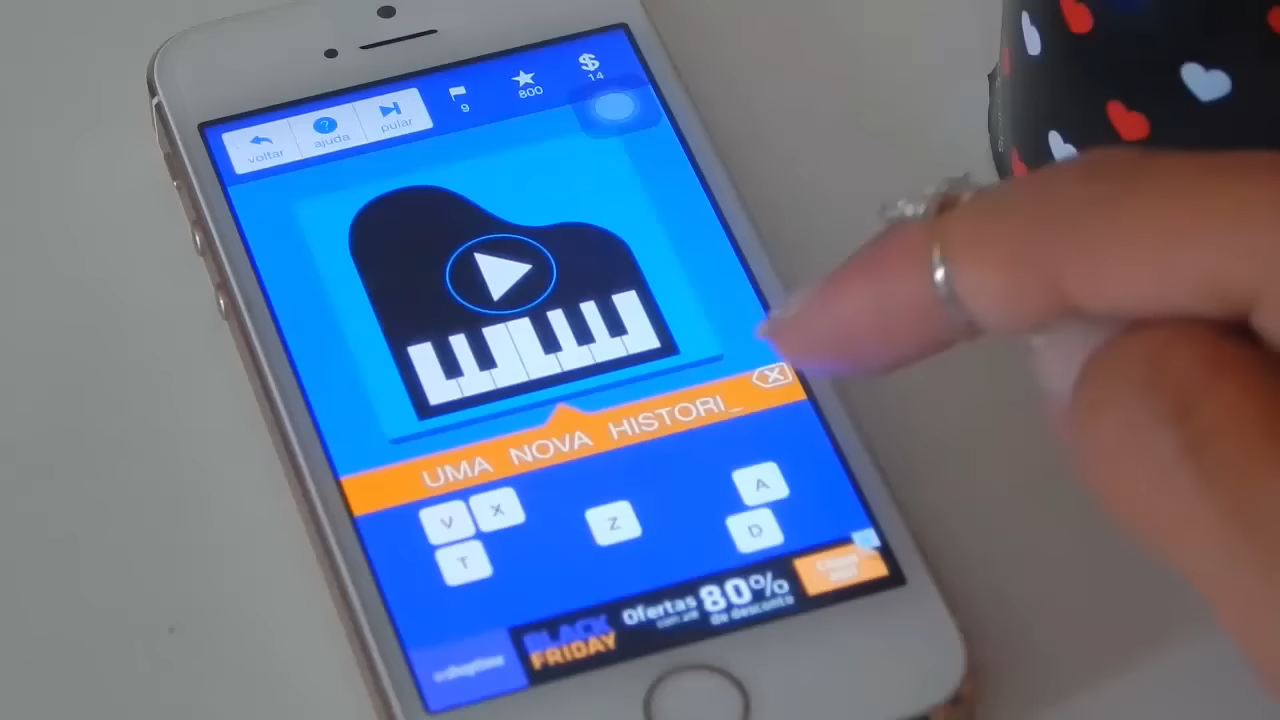 voltar ajuda pular 9 800 14
UMA NOVA HISTORI_
V X Z A
T D
BLACK FRIDAY
Ofertas com até 80% de desconto